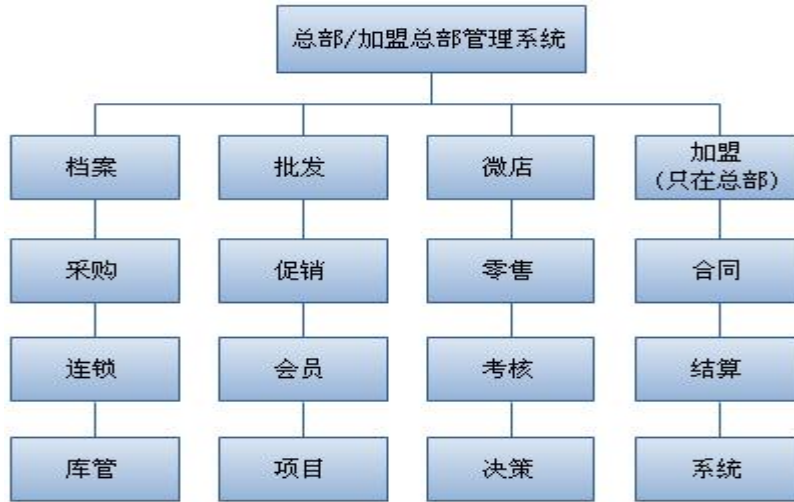 总部/加盟总部管理系统
档案
批发
微店
加盟
(只在总部)
采购
促销
零售
合同
连锁
会员
考核
结算
库管
项目
决策
系统